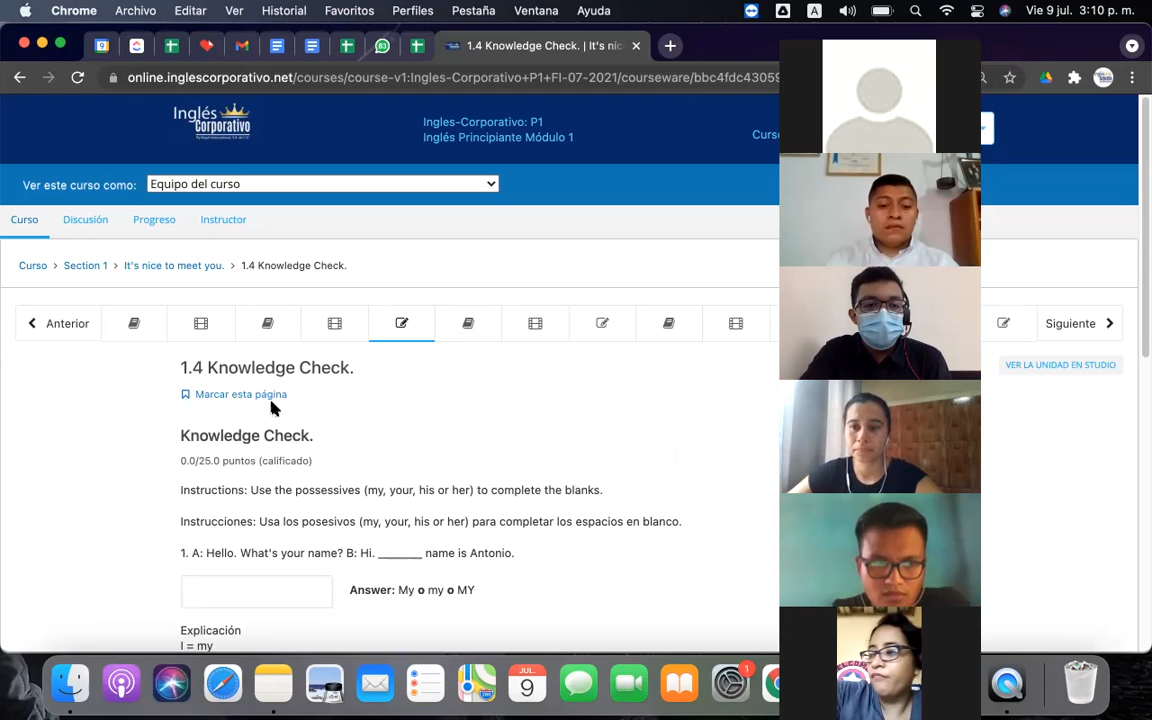 Chrome Archivo Editar Ver Historial Favoritos Perfiles Pestaña Ventana Ayuda
A
Vie 9 jul. 3:10 p. m.
1.4 Knowledge Check. | It's nic
online.inglescorporativo.net/courses/course-v1:Ingles-Corporativo+P1+FI-07-2021/courseware/bbc4fdc43059
Inglés
Corporativo
Ingles-Corporativo: P1
Inglés Principiante Módulo 1
Curso
Ver este curso como:
Equipo del curso
Curso Discusión Progreso Instructor
Curso > Section 1 > It's nice to meet you. > 1.4 Knowledge Check.
Anterior
Siguiente
1.4 Knowledge Check.
VER LA UNIDAD EN STUDIO
Marcar esta página
Knowledge Check.
0.0/25.0 puntos (calificado)
Instructions: Use the possessives (my, your, his or her) to complete the blanks.
Instrucciones: Usa los posesivos (my, your, his or her) para completar los espacios en blanco.
1. A: Hello. What's your name? B: Hi. ________ name is Antonio.
Answer: My o my o MY
Explicación
I = my
JUL.
9
1